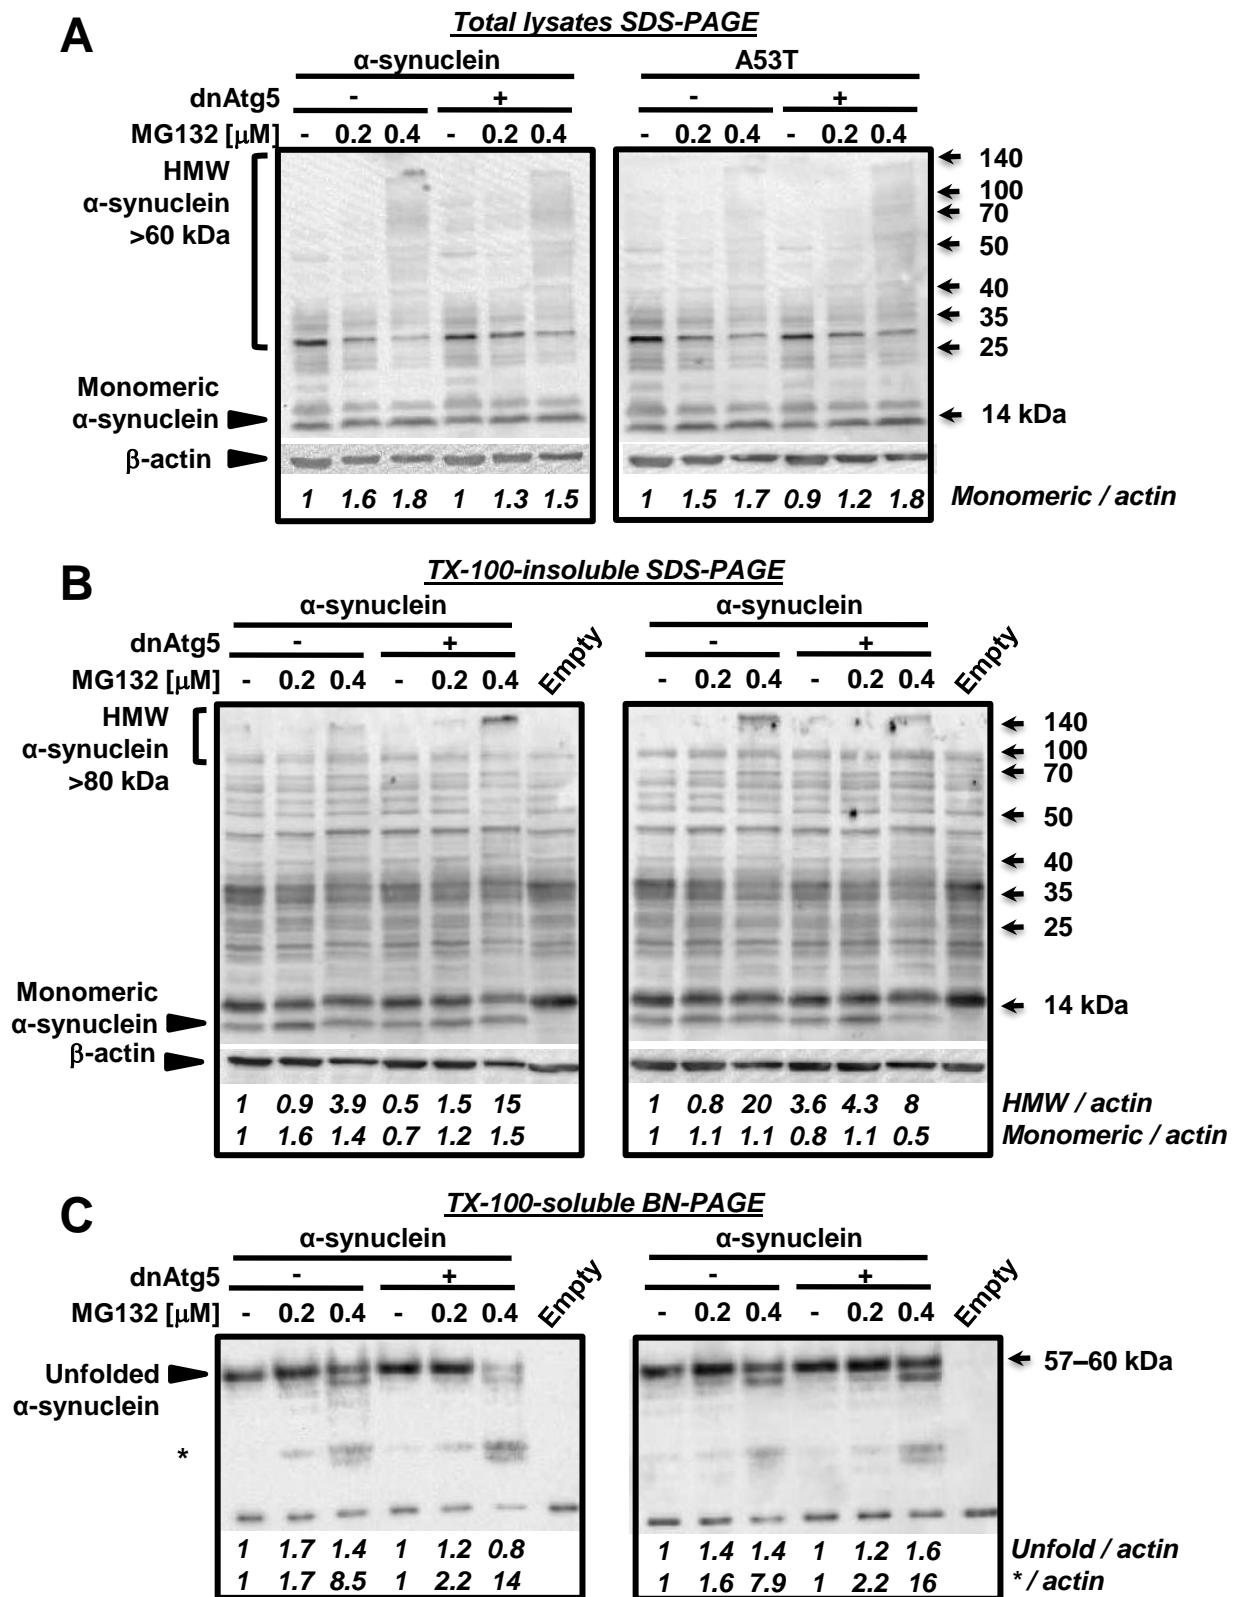 A
Total lysates SDS-PAGE
α-synuclein A53T
dnAtg5 - + - +
MG132 [μM] - 0.2 0.4 - 0.2 0.4 - 0.2 0.4 - 0.2 0.4
HMW
α-synuclein
>60 kDa
140
100
70
50
40
35
25
Monomeric
α-synuclein
14 kDa
β-actin
1 1.6 1.8 1 1.3 1.5 1 1.5 1.7 0.9 1.2 1.8 Monomeric / actin
B
TX-100-insoluble SDS-PAGE
α-synuclein α-synuclein
dnAtg5 - + - +
MG132 [μM] - 0.2 0.4 - 0.2 0.4 Empty - 0.2 0.4 - 0.2 0.4 Empty
HMW
α-synuclein
>80 kDa
140
100
70
50
40
35
25
Monomeric
α-synuclein
14 kDa
β-actin
1 0.9 3.9 0.5 1.5 15 1 0.8 20 3.6 4.3 8 HMW / actin
1 1.6 1.4 0.7 1.2 1.5 1 1.1 1.1 0.8 1.1 0.5 Monomeric / actin
C
TX-100-soluble BN-PAGE
α-synuclein α-synuclein
dnAtg5 - + - +
MG132 [μM] - 0.2 0.4 - 0.2 0.4 Empty - 0.2 0.4 - 0.2 0.4 Empty
Unfolded
α-synuclein
57–60 kDa
*
1 1.7 1.4 1 1.2 0.8 1 1.4 1.4 1 1.2 1.6 Unfold / actin
1 1.7 8.5 1 2.2 14 1 1.6 7.9 1 2.2 16 * / actin